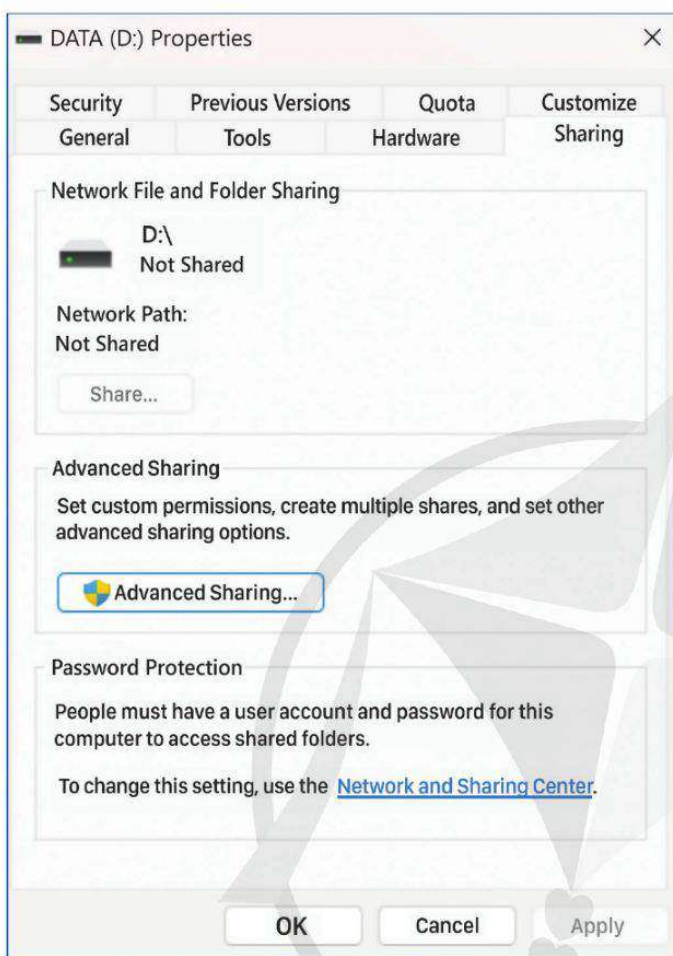 DATA (D:) Properties
Security Previous Versions Quota Customize
General Tools Hardware Sharing
Network File and Folder Sharing
D:\
Not Shared
Network Path:
Not Shared
Share...
Advanced Sharing
Set custom permissions, create multiple shares, and set other
advanced sharing options.
Advanced Sharing...
Password Protection
People must have a user account and password for this
computer to access shared folders.
To change this setting, use the Network and Sharing Center.
OK Cancel Apply